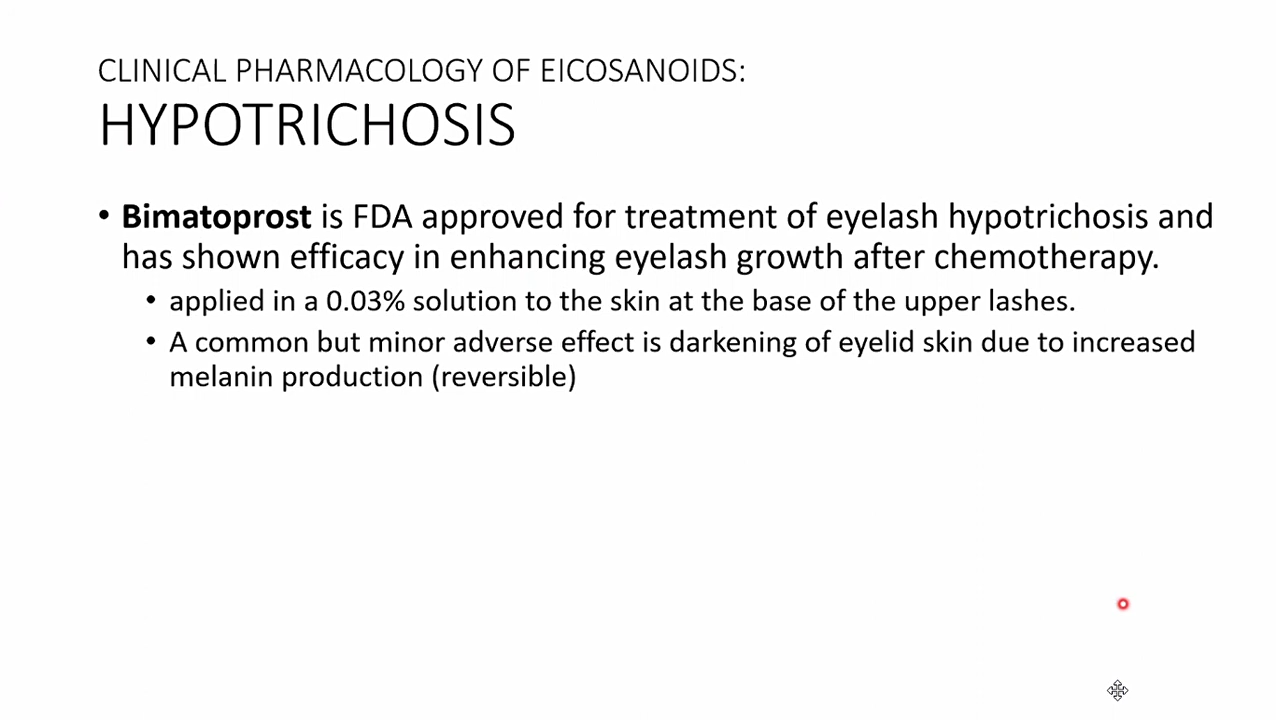 CLINICAL PHARMACOLOGY OF EICOSANOIDS:
HYPOTRICHOSIS
• Bimatoprost is FDA approved for treatment of eyelash hypotrichosis and
has shown efficacy in enhancing eyelash growth after chemotherapy.
• applied in a 0.03% solution to the skin at the base of the upper lashes.
• A common but minor adverse effect is darkening of eyelid skin due to increased
melanin production (reversible)